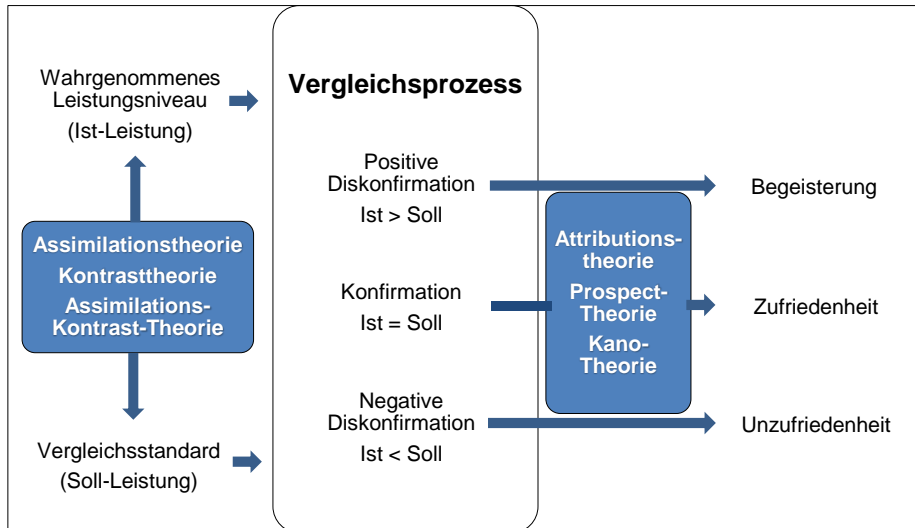 Wahrgenommenes
Leistungsniveau
(Ist-Leistung)
Assimilationstheorie
Kontrasttheorie
Assimilations-
Kontrast-Theorie
Vergleichsstandard
(Soll-Leistung)
Vergleichsprozess
Positive
Diskonfirmation
Ist > Soll
Konfirmation
Ist = Soll
Negative
Diskonfirmation
Ist < Soll
Attributions-
theorie
Prospect-
Theorie
Kano-
Theorie
Begeisterung
Zufriedenheit
Unzufriedenheit